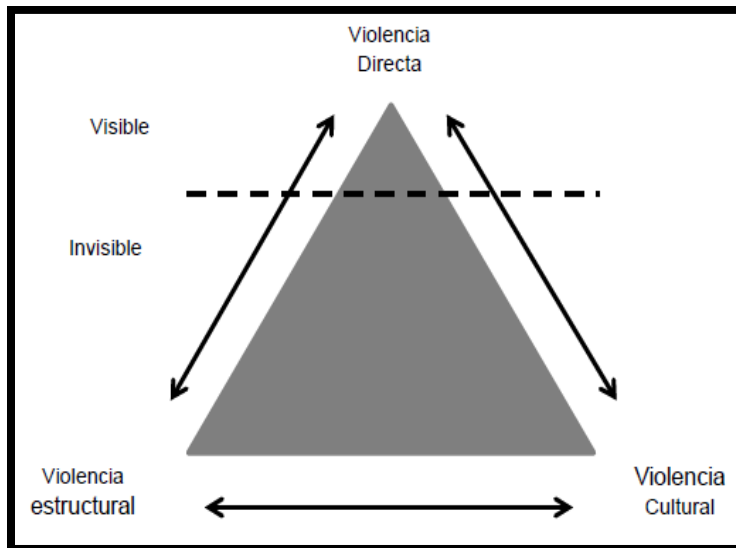 Violencia
Directa
Visible
Invisible
Violencia
estructural
Violencia
Cultural